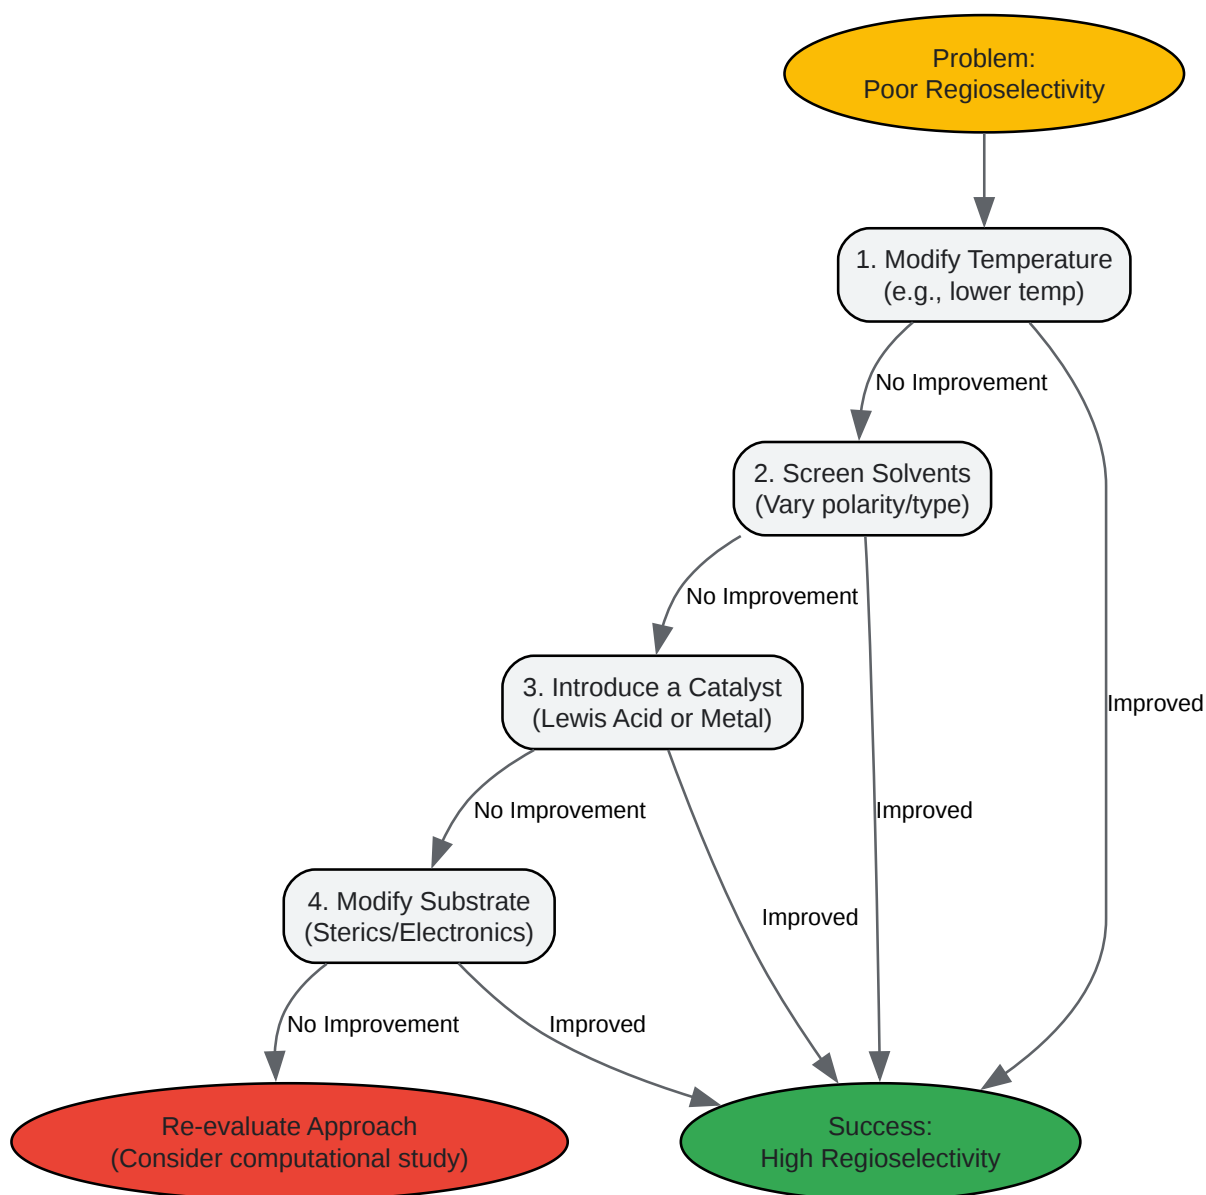 Problem:
Poor Regioselectivity
1. Modify Temperature
(e.g., lower temp)
No Improvement
2. Screen Solvents
(Vary polarity/type)
No Improvement
3. Introduce a Catalyst
(Lewis Acid or Metal)
Improved
No Improvement
Improved
4. Modify Substrate
(Sterics/Electronics)
Improved
No Improvement
Improved
Re-evaluate Approach
(Consider computational study)
Success:
High Regioselectivity